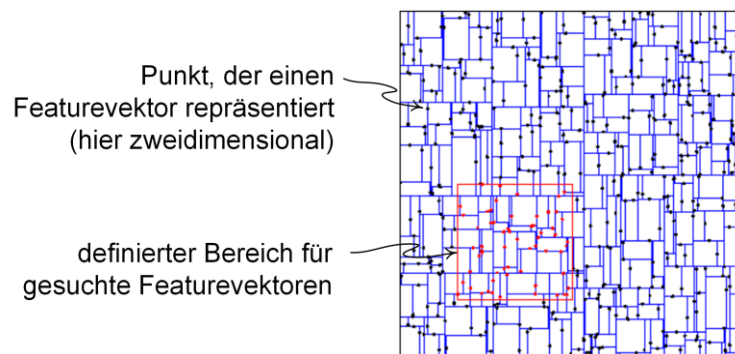 Punkt, der einen
Featurevektor repräsentiert
(hier zweidimensional)
definierter Bereich für
gesuchte Featurevektoren